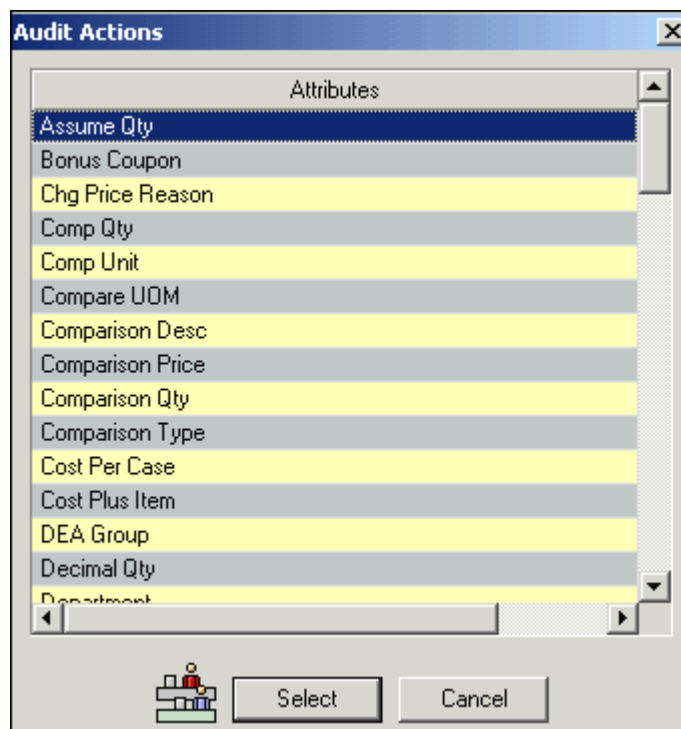 Audit Actions
Attributes
Assume Qty
Bonus Coupon
Chg Price Reason
Comp Qty
Comp Unit
Compare UOM
Comparison Desc
Comparison Price
Comparison Qty
Comparison Type
Cost Per Case
Cost Plus Item
DEA Group
Decimal Qty
Department
Select
Cancel